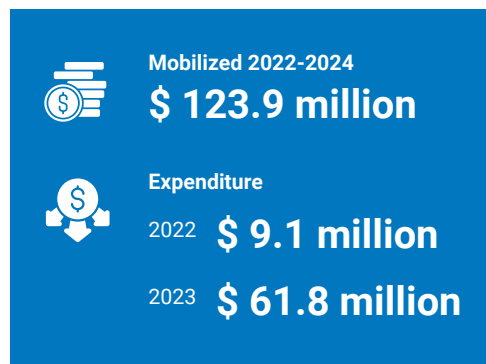 Mobilized 2022-2024
$ 123.9 million
Expenditure
2022 $ 9.1 million
2023 $ 61.8 million